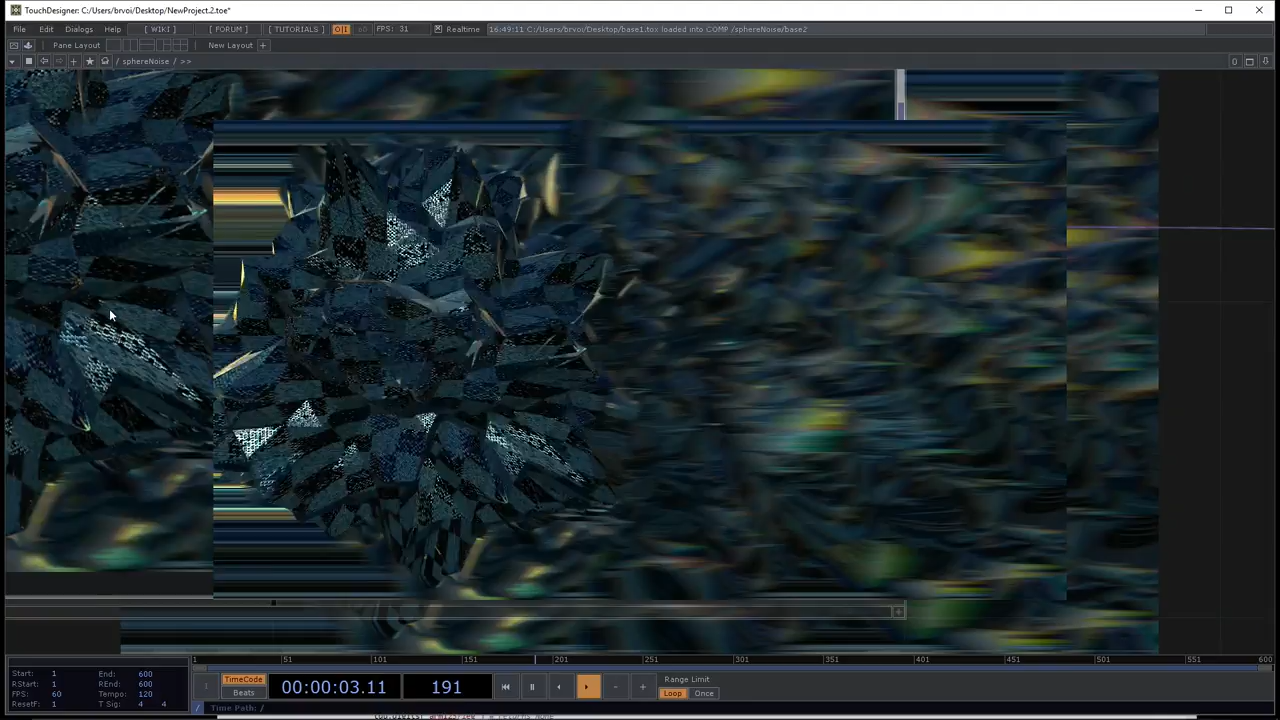 TouchDesigner: C:/Users/brvoi/Desktop/NewProject.2.toe*
File Edit Dialogs Help [ WIKI ] [ FORUM ] [ TUTORIALS ] O|I FPS: 31 Realtime 16:49:11 C:/Users/brvoi/Desktop/base1.tox loaded into COMP /sphereNoise/base2
Pane Layout New Layout +
/ sphereNoise / >> 0
1 51 101 151 201 251 301 351 401 451 501 551 600
Start: 1 End: 600
RStart: 1 REnd: 600
FPS: 60 Tempo: 120
ResetF: 1 T Sig: 4 4
TimeCode
Beats
00:00:03.11 191
Range Limit
Loop Once
/ Time Path: /